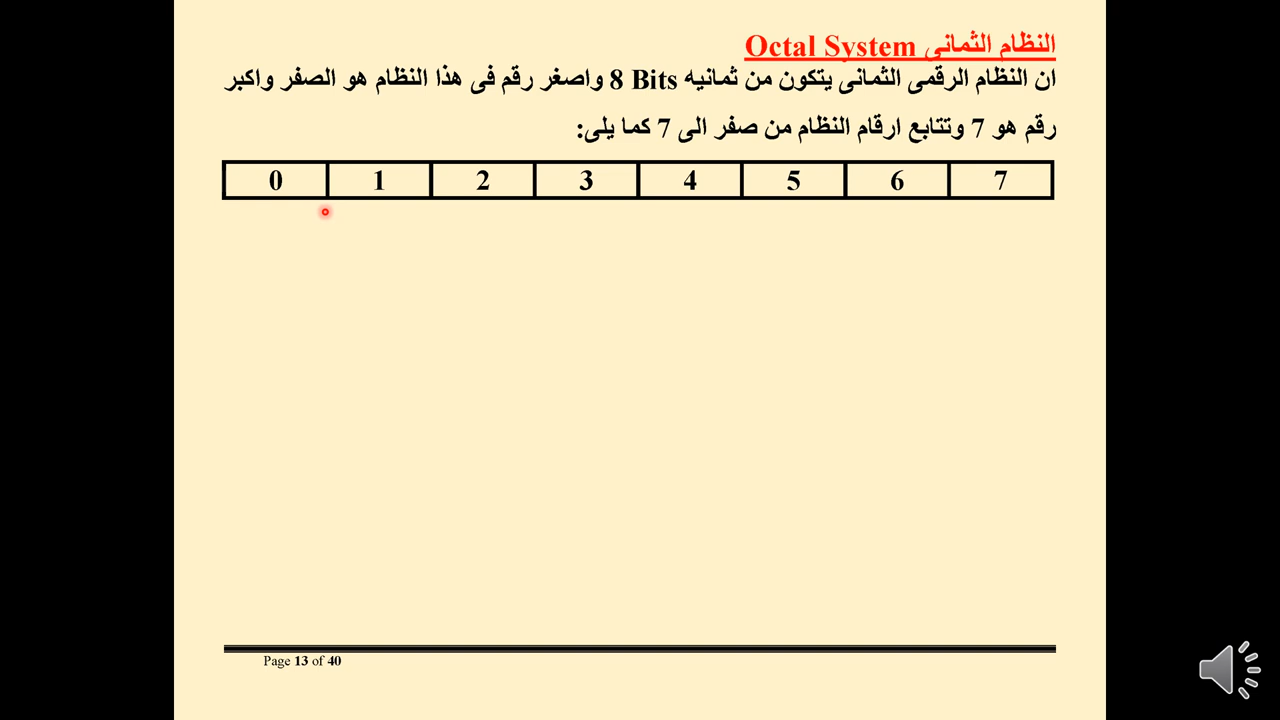 النظام الثمانى Octal System
ان النظام الرقمى الثمانى يتكون من ثمانيه 8 Bits واصغر رقم فى هذا النظام هو الصفر واكبر
رقم هو 7 وتتابع ارقام النظام من صفر الى 7 كما يلى:
0 1 2 3 4 5 6 7
Page 13 of 40